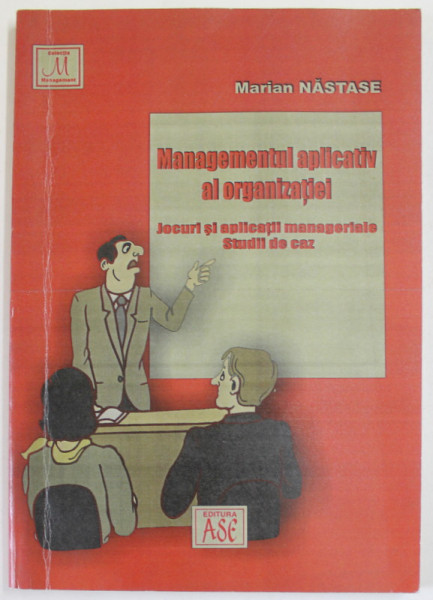 Colecția
M
Management
Marian NĂSTASE
Managementul aplicativ
al organizației
Jocuri și aplicații manageriale
Studii de caz
EDITURA
ASE